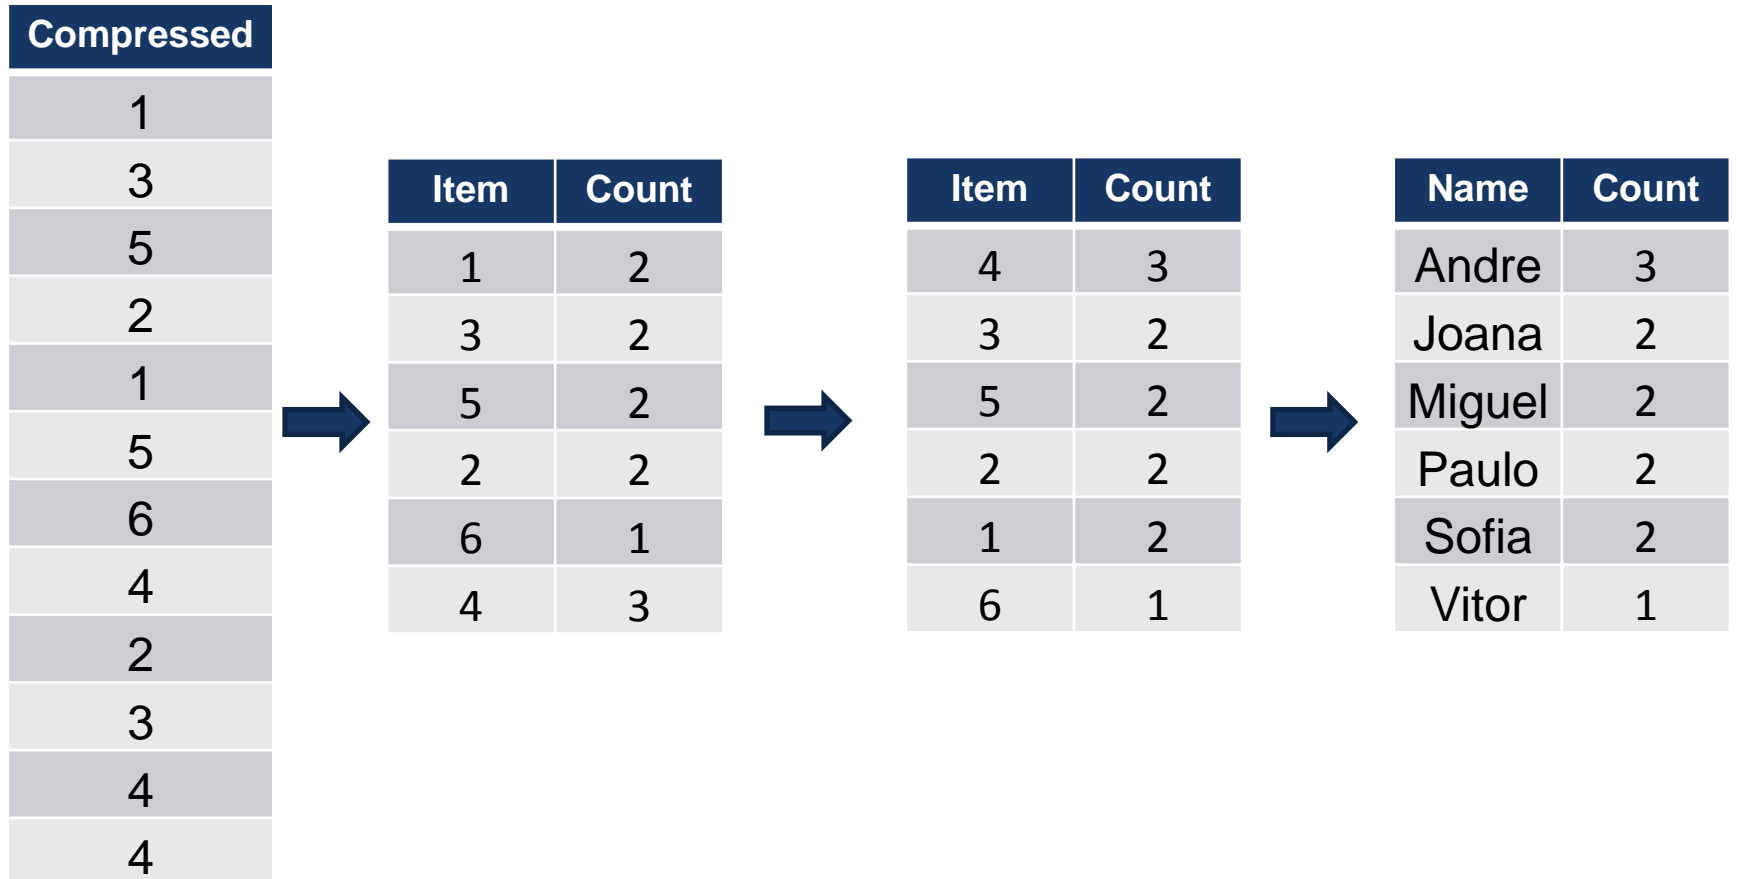 Compressed
1
3
5
2
1
5
6
4
2
3
4
4
Item Count
1 2
3 2
5 2
2 2
6 1
4 3
Item Count
4 3
3 2
5 2
2 2
1 2
6 1
Name Count
Andre 3
Joana 2
Miguel 2
Paulo 2
Sofia 2
Vitor 1